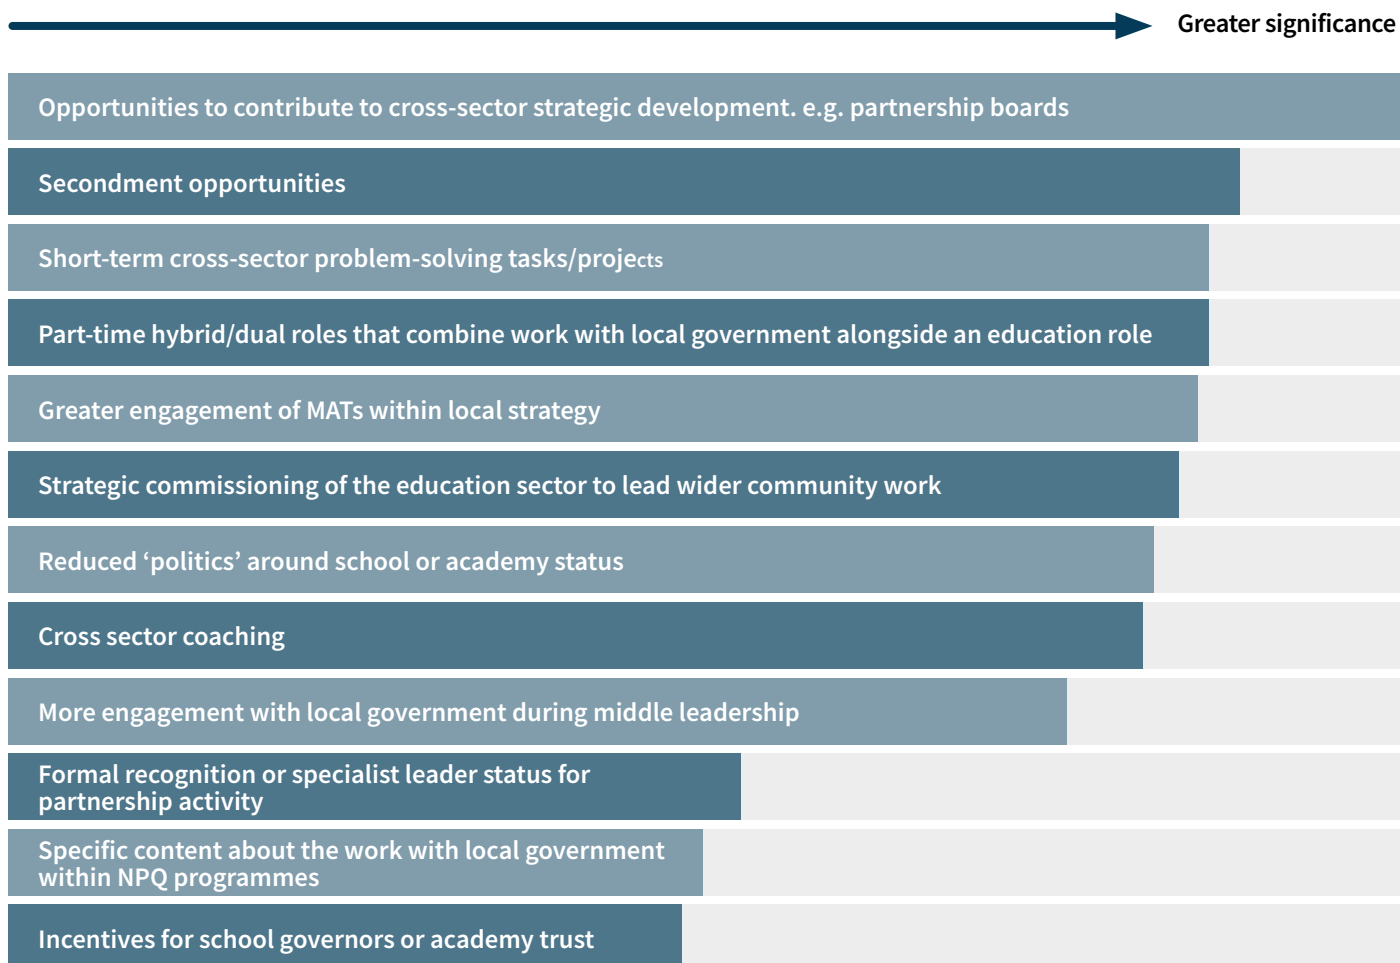 Greater significance
Opportunities to contribute to cross-sector strategic development. e.g. partnership boards
Secondment opportunities
Short-term cross-sector problem-solving tasks/projects
Part-time hybrid/dual roles that combine work with local government alongside an education role
Greater engagement of MATs within local strategy
Strategic commissioning of the education sector to lead wider community work
Reduced ‘politics’ around school or academy status
Cross sector coaching
More engagement with local government during middle leadership
Formal recognition or specialist leader status for
partnership activity
Specific content about the work with local government
within NPQ programmes
Incentives for school governors or academy trust